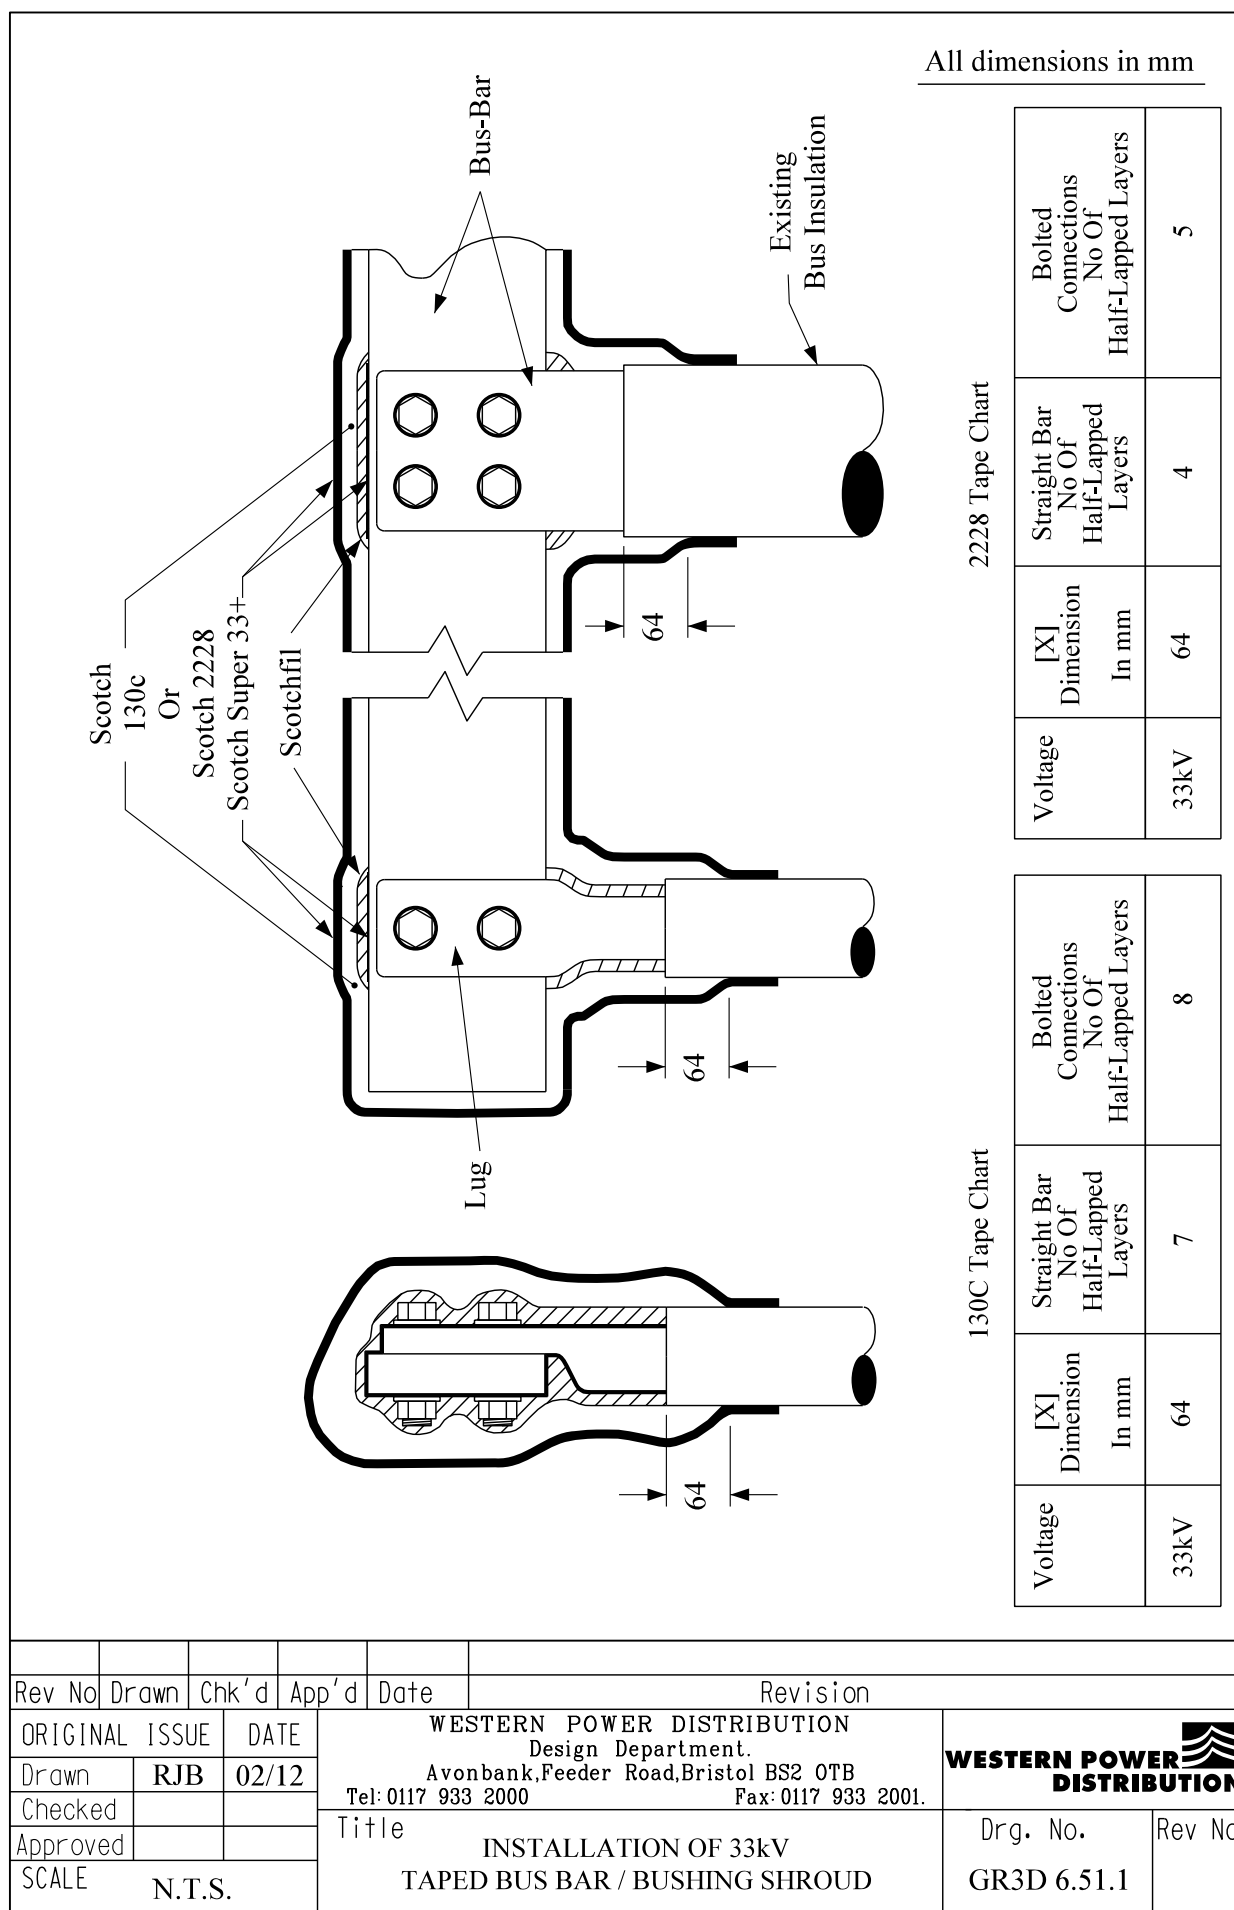 All dimensions in mm
Scotch
130c
Or
Scotch 2228
Scotch Super 33+
Scotchfil
Bus-Bar
Existing
Bus Insulation
Lug
64
64
64
2228 Tape Chart
Voltage
[X]
Dimension
In mm
Straight Bar
No Of
Half-Lapped
Layers
Bolted
Connections
No Of
Half-Lapped Layers
33kV
64
4
5
130C Tape Chart
Voltage
[X]
Dimension
In mm
Straight Bar
No Of
Half-Lapped
Layers
Bolted
Connections
No Of
Half-Lapped Layers
33kV
64
7
8
Rev No Drawn Chk'd App'd Date Revision
ORIGINAL ISSUE DATE
Drawn RJB 02/12
Checked
Approved
SCALE N.T.S.
WESTERN POWER DISTRIBUTION
Design Department.
Avonbank,Feeder Road,Bristol BS2 0TB
Tel: 0117 933 2000 Fax: 0117 933 2001.
Title
INSTALLATION OF 33kV
TAPED BUS BAR / BUSHING SHROUD
WESTERN POWER
DISTRIBUTION
Drg. No.
GR3D 6.51.1
Rev No